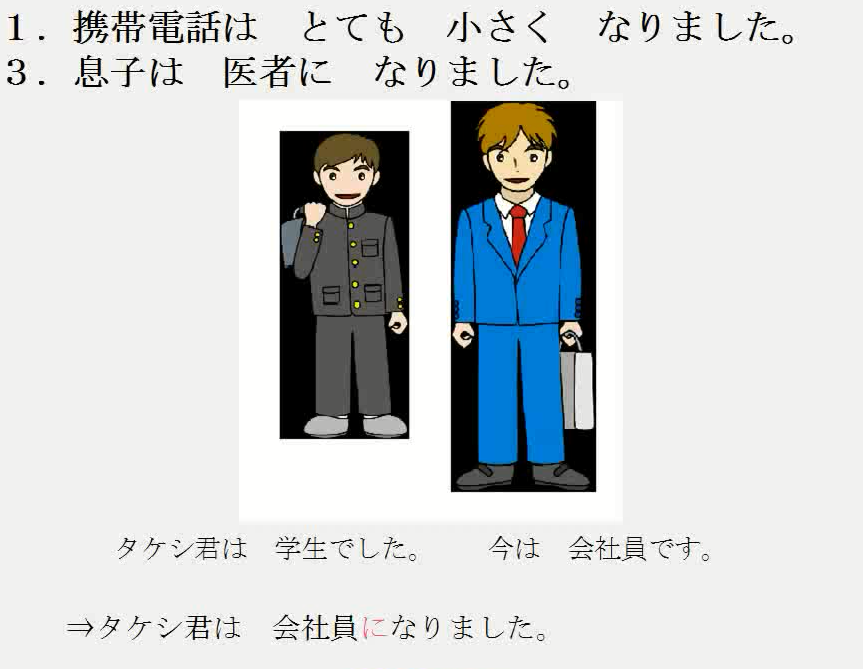 １．携帯電話は　とても　小さく　なりました。
３．息子は　医者に　なりました。
タケシ君は　学生でした。　　今は　会社員です。
⇒タケシ君は　会社員になりました。